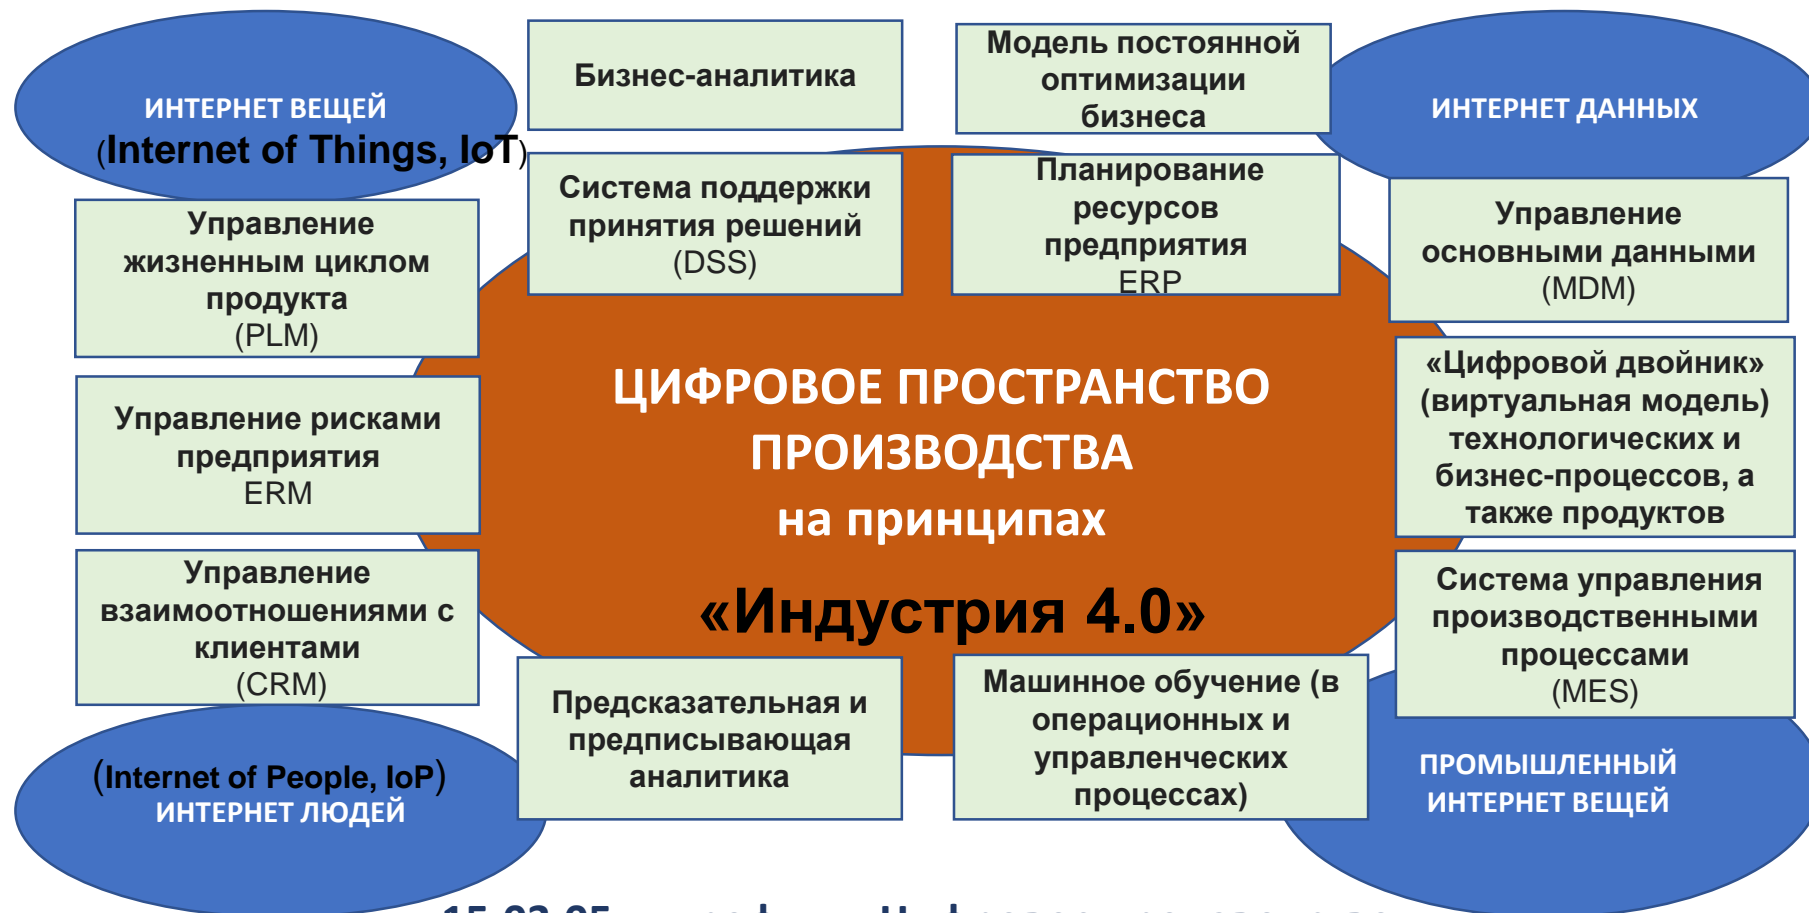 ИНТЕРНЕТ ВЕЩЕЙ
(Internet of Things, IoT)
Бизнес-аналитика
Модель постоянной
оптимизации
бизнеса
ИНТЕРНЕТ ДАННЫХ
Управление
жизненным циклом
продукта
(PLM)
Система поддержки
принятия решений
(DSS)
Планирование
ресурсов
предприятия
ERP
Управление
основными данными
(MDM)
Управление рисками
предприятия
ERM
ЦИФРОВОЕ ПРОСТРАНСТВО
ПРОИЗВОДСТВА
на принципах
«Индустрия 4.0»
«Цифровой двойник»
(виртуальная модель)
технологических и
бизнес-процессов, а
также продуктов
Управление
взаимоотношениями с
клиентами
(CRM)
Предсказательная и
предписывающая
аналитика
Машинное обучение (в
операционных и
управленческих
процессах)
Система управления
производственными
процессами
(MES)
(Internet of People, IoP)
ИНТЕРНЕТ ЛЮДЕЙ
ПРОМЫШЛЕННЫЙ
ИНТЕРНЕТ ВЕЩЕЙ